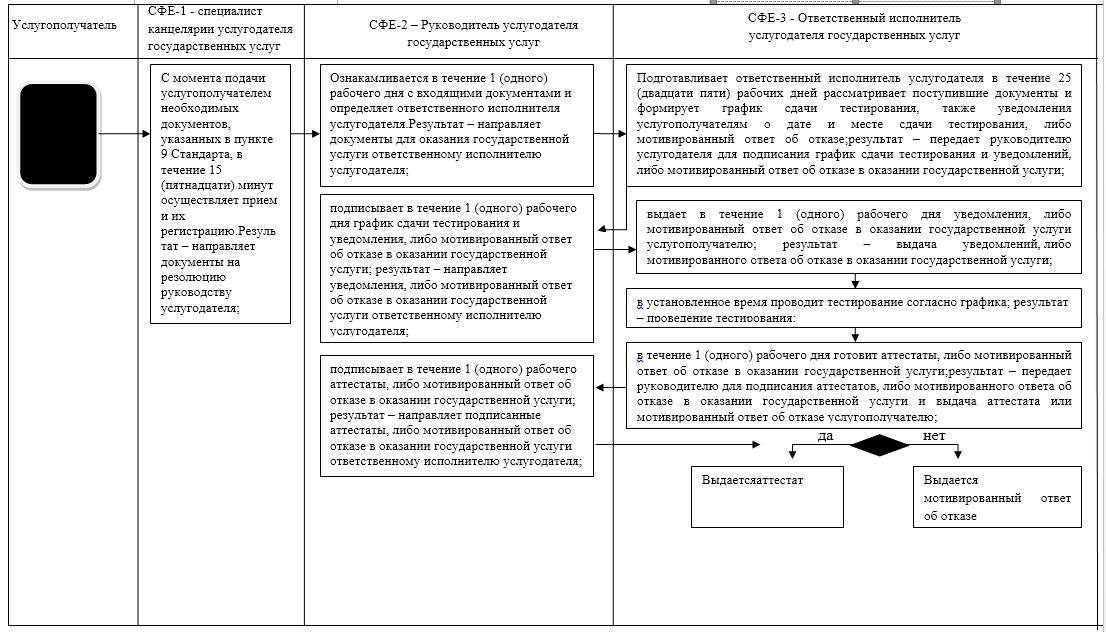 Услугополучатель
СФЕ-1 - специалист
канцелярии услугодателя
государственных услуг
СФЕ-2 – Руководитель услугодателя
государственных услуг
СФЕ-3 - Ответственный исполнитель
услугодателя государственных услуг
С момента подачи
услугополучателем
необходимых
документов,
указанных в пункте
9 Стандарта, в
течение 15
(пятнадцати) минут
осуществляет прием
и их
регистрацию.Резуль
тат – направляет
документы на
резолюцию
руководству
услугодателя;
Ознакамливается в течение 1 (одного)
рабочего дня с входящими документами и
определяет ответственного исполнителя
услугодателя.Результат – направляет
документы для оказания государственной
услуги ответственному исполнителю
услугодателя;
Подготавливает ответственный исполнитель услугодателя в течение 25
(двадцати пяти) рабочих дней рассматривает поступившие документы и
формирует график сдачи тестирования, также уведомления
услугополучателям о дате и месте сдачи тестирования, либо
мотивированный ответ об отказе;результат – передает руководителю
услугодателя для подписания график сдачи тестирования и уведомлений,
либо мотивированный ответ об отказе в оказании государственной услуги;
подписывает в течение 1 (одного) рабочего
дня график сдачи тестирования и
уведомления, либо мотивированный ответ
об отказе в оказании государственной
услуги; результат – направляет
уведомления, либо мотивированный ответ
об отказе в оказании государственной
услуги ответственному исполнителю
услугодателя;
выдает в течение 1 (одного) рабочего дня уведомления, либо
мотивированный ответ об отказе в оказании государственной услуги
услугополучателю; результат – выдача уведомлений,либо
мотивированного ответа об отказе в оказании государственной услуги;
в установленное время проводит тестирование согласно графика; результат
– проведение тестирования;
в течение 1 (одного) рабочего дня готовит аттестаты, либо мотивированный
ответ об отказе в оказании государственной услуги;результат – передает
руководителю для подписания аттестатов, либо мотивированного ответа об
отказе в оказании государственной услуги и выдача аттестата или
мотивированный ответ об отказе услугополучателю;
подписывает в течение 1 (одного) рабочего
аттестаты, либо мотивированный ответ об
отказе в оказании государственной услуги;
результат – направляет подписанные
аттестаты, либо мотивированный ответ об
отказе в оказании государственной услуги
ответственному исполнителю услугодателя;
да
нет
Выдаетсяаттестат
Выдается
мотивированный ответ
об отказе